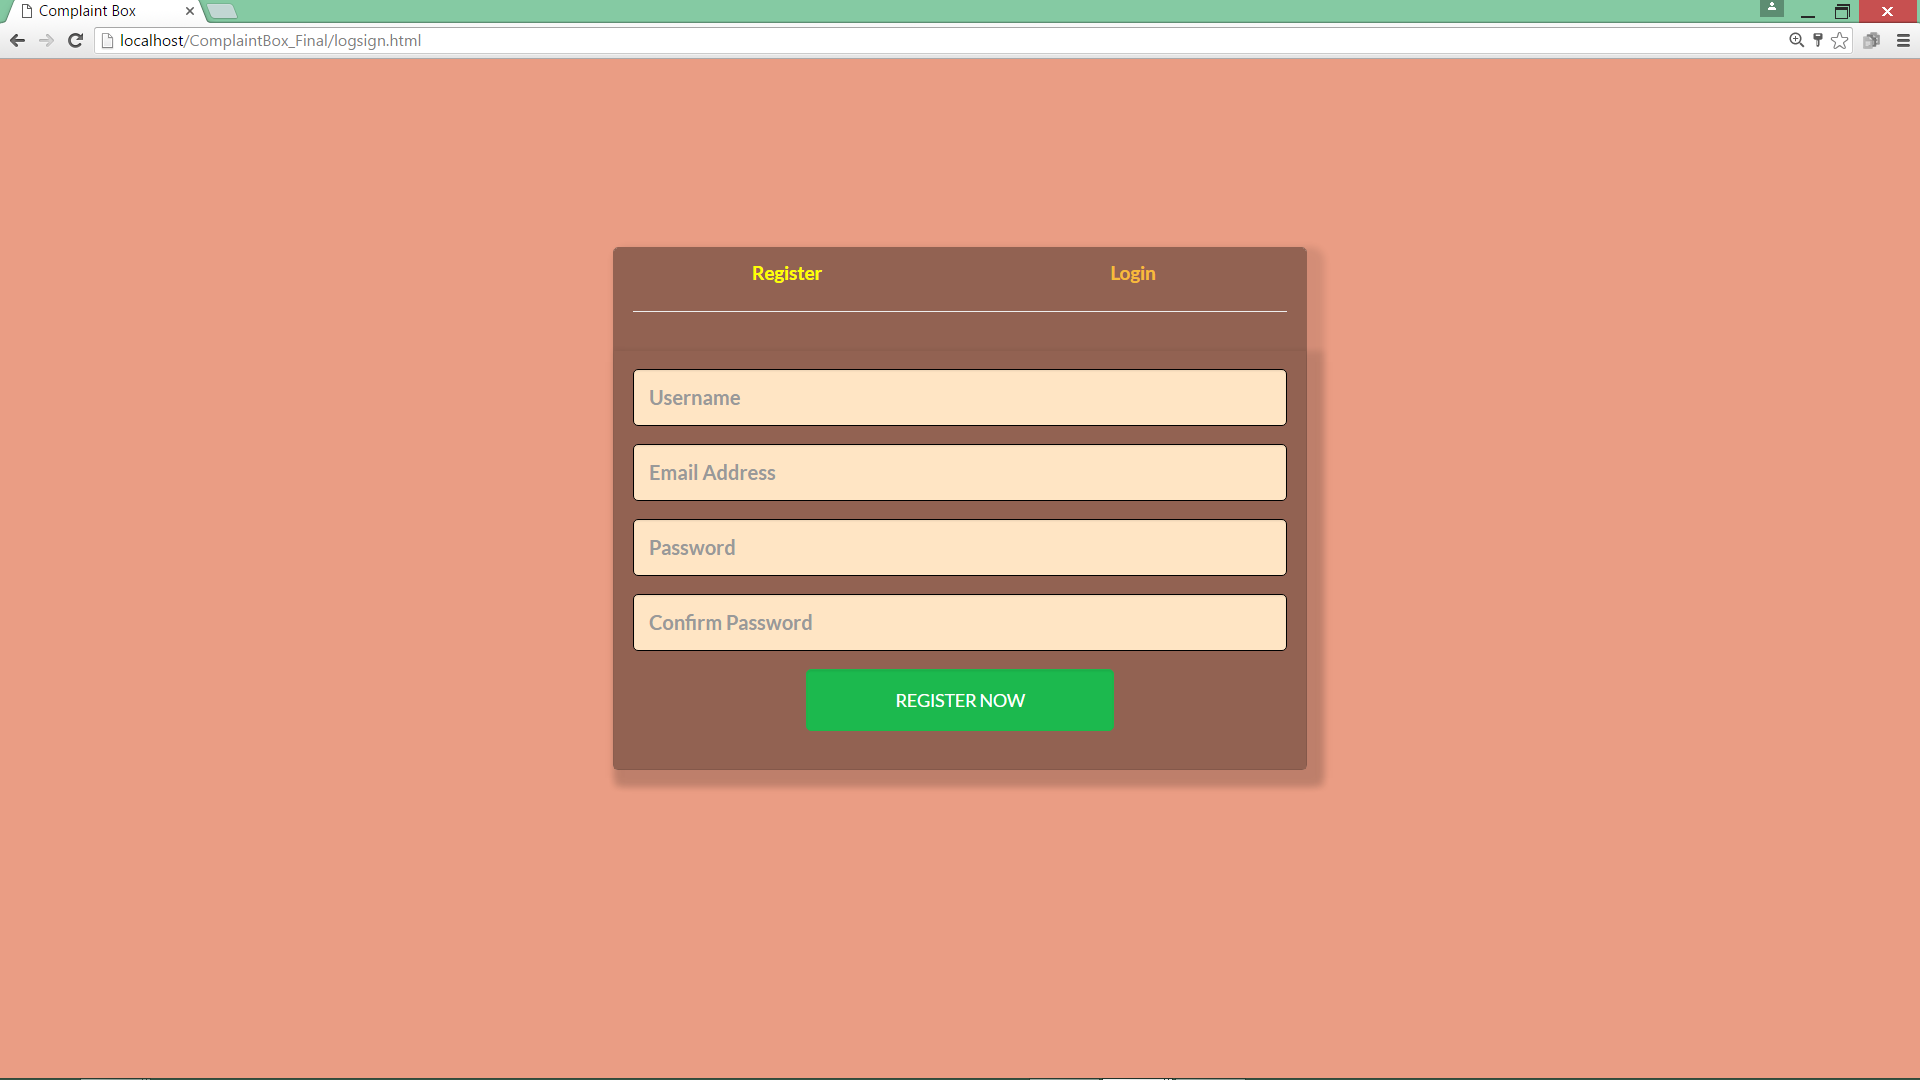 Complaint Box
localhost/ComplaintBox_Final/logsign.html
Register Login
Username
Email Address
Password
Confirm Password
REGISTER NOW